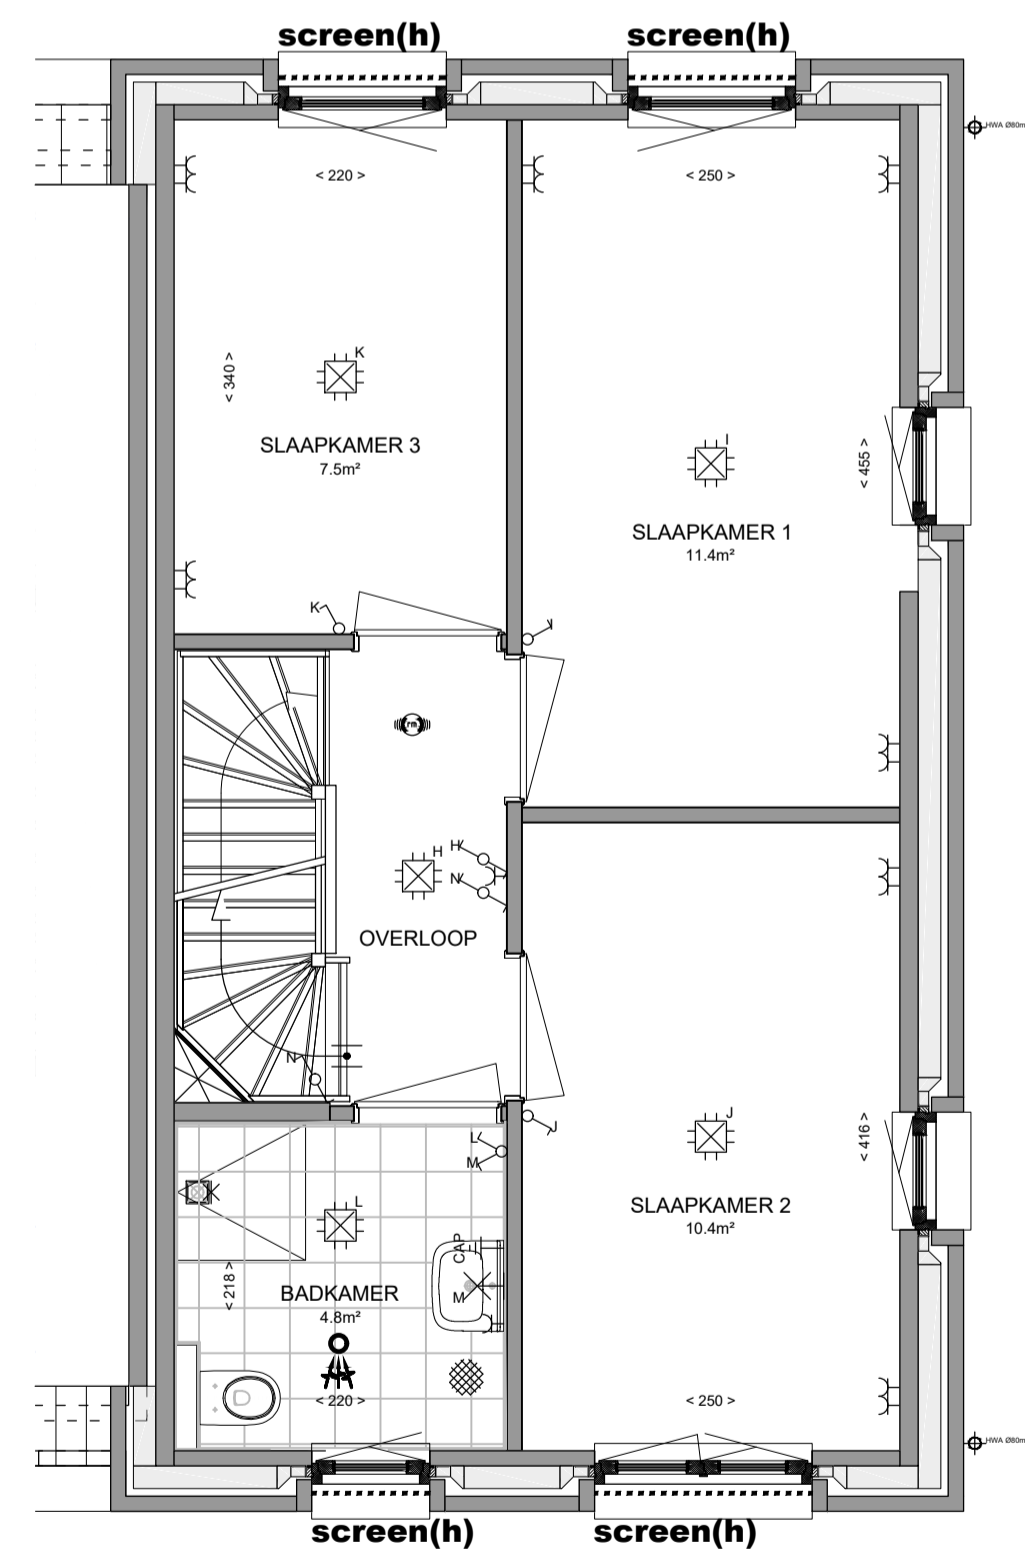 screen(h) screen(h)
HWA Ø80m
< 220 > < 250 >
K
< 340 >
SLAAPKAMER 3
7.5m²
I
< 455 >
SLAAPKAMER 1
11.4m²
K
I
rm
H
H
N
OVERLOOP
N
J
J
< 416 >
L
M
L
SLAAPKAMER 2
10.4m²
CAP
< 218 >
BADKAMER
4.8m²
M
< 220 > < 250 >
HWA Ø80m
screen(h) screen(h)